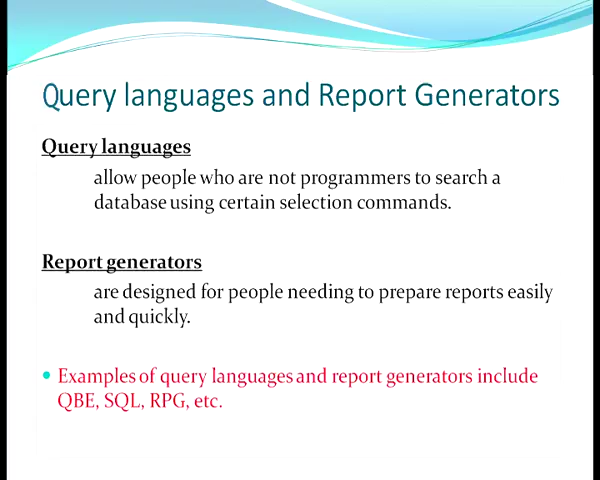 Query languages and Report Generators
Query languages
allow people who are not programmers to search a
database using certain selection commands.
Report generators
are designed for people needing to prepare reports easily
and quickly.
• Examples of query languages and report generators include
QBE, SQL, RPG, etc.